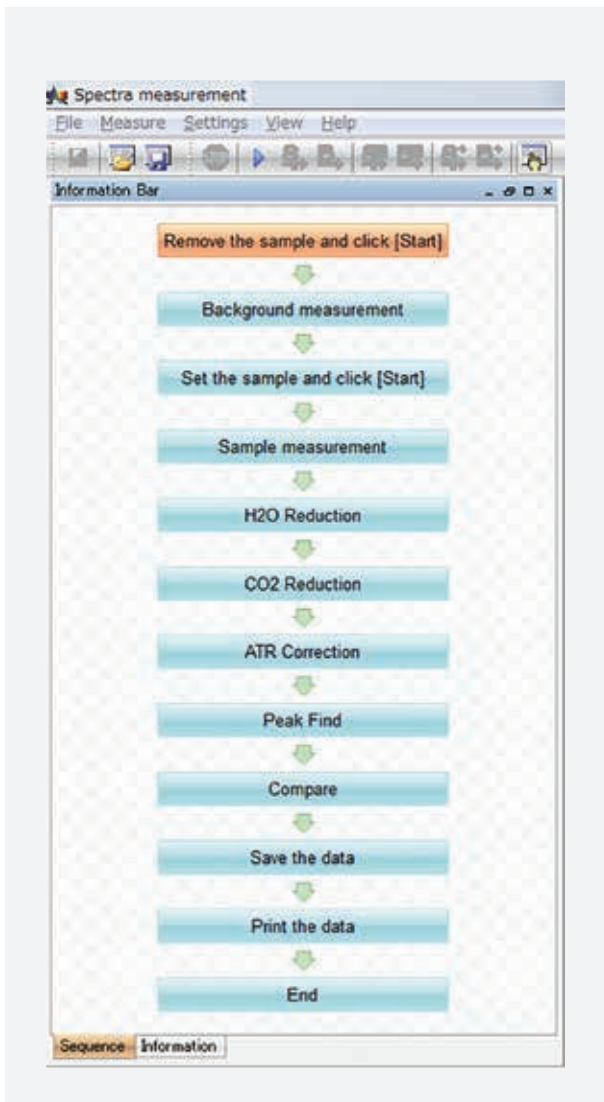 Spectra measurement
File Measure Settings View Help
Information Bar
Remove the sample and click [Start]
Background measurement
Set the sample and click [Start]
Sample measurement
H2O Reduction
CO2 Reduction
ATR Correction
Peak Find
Compare
Save the data
Print the data
End
Sequence Information